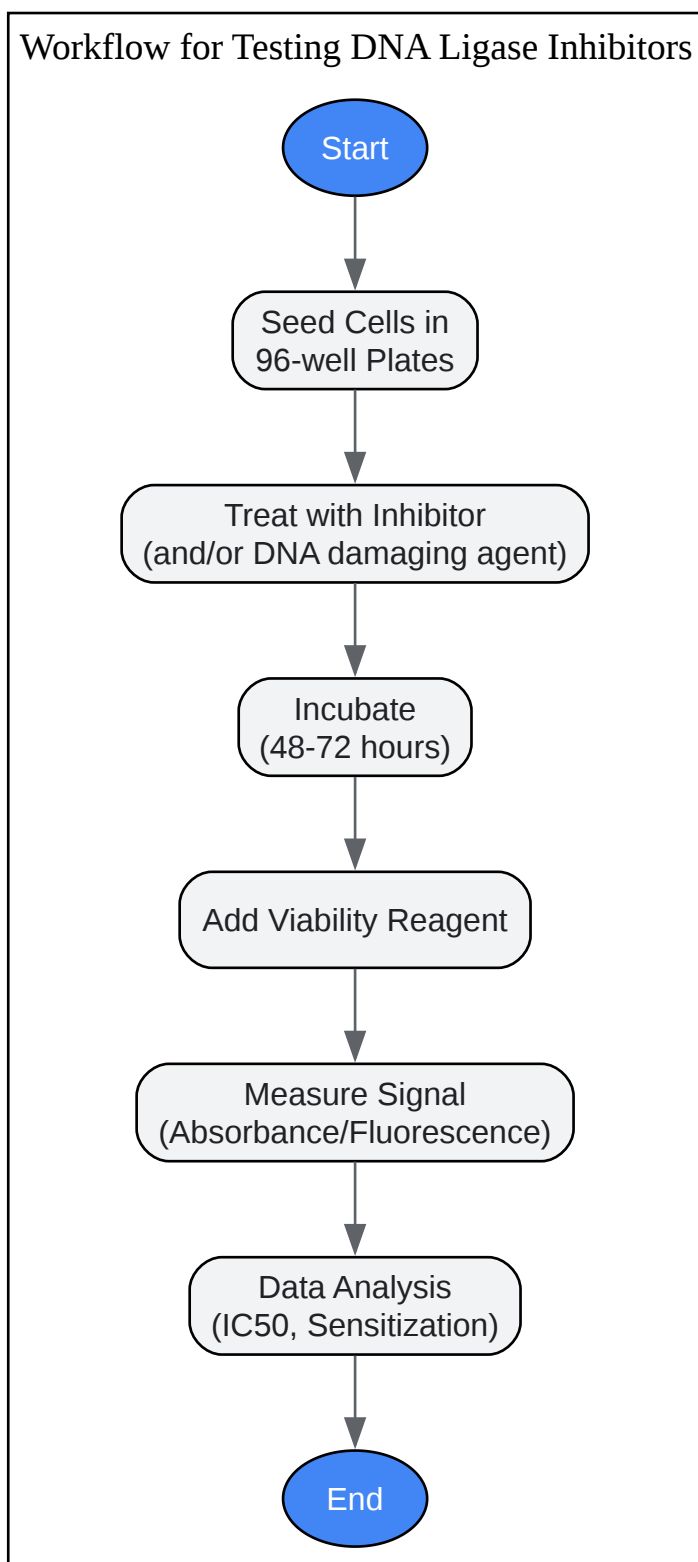 Workflow for Testing DNA Ligase Inhibitors
Start
Seed Cells in
96-well Plates
Treat with Inhibitor
(and/or DNA damaging agent)
Incubate
(48-72 hours)
Add Viability Reagent
Measure Signal
(Absorbance/Fluorescence)
Data Analysis
(IC50, Sensitization)
End